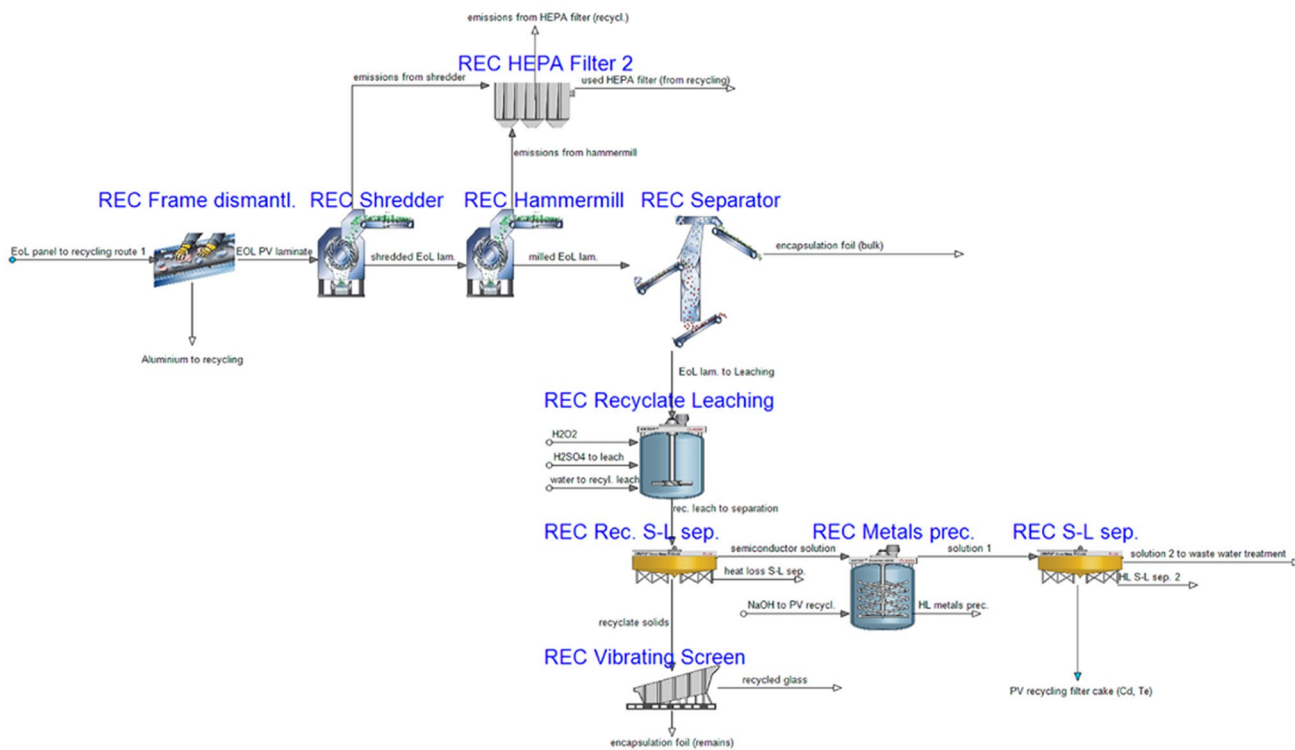 emissions from HEPA filter (recycl.)
REC HEPA Filter 2
emissions from shredder
used HEPA filter (from recycling)
emissions from hammermill
REC Frame dismantl.
REC Shredder
REC Hammermill
REC Separator
EoL panel to recycling route 1
EOL PV laminate
shredded EoL lam.
milled EoL lam.
encapsulation foil (bulk)
Aluminium to recycling
EoL lam. to Leaching
REC Recyclate Leaching
H2O2
H2SO4 to leach
water to recyl. leach
rec. leach to separation
REC Rec. S-L sep.
REC Metals prec.
REC S-L sep.
semiconductor solution
solution 1
solution 2 to waste water treatment
heat loss S-L sep.
HL S-L sep. 2
NaOH to PV recycl.
HL metals prec.
recyclate solids
REC Vibrating Screen
recycled glass
PV recycling filter cake (Cd, Te)
encapsulation foil (remains)